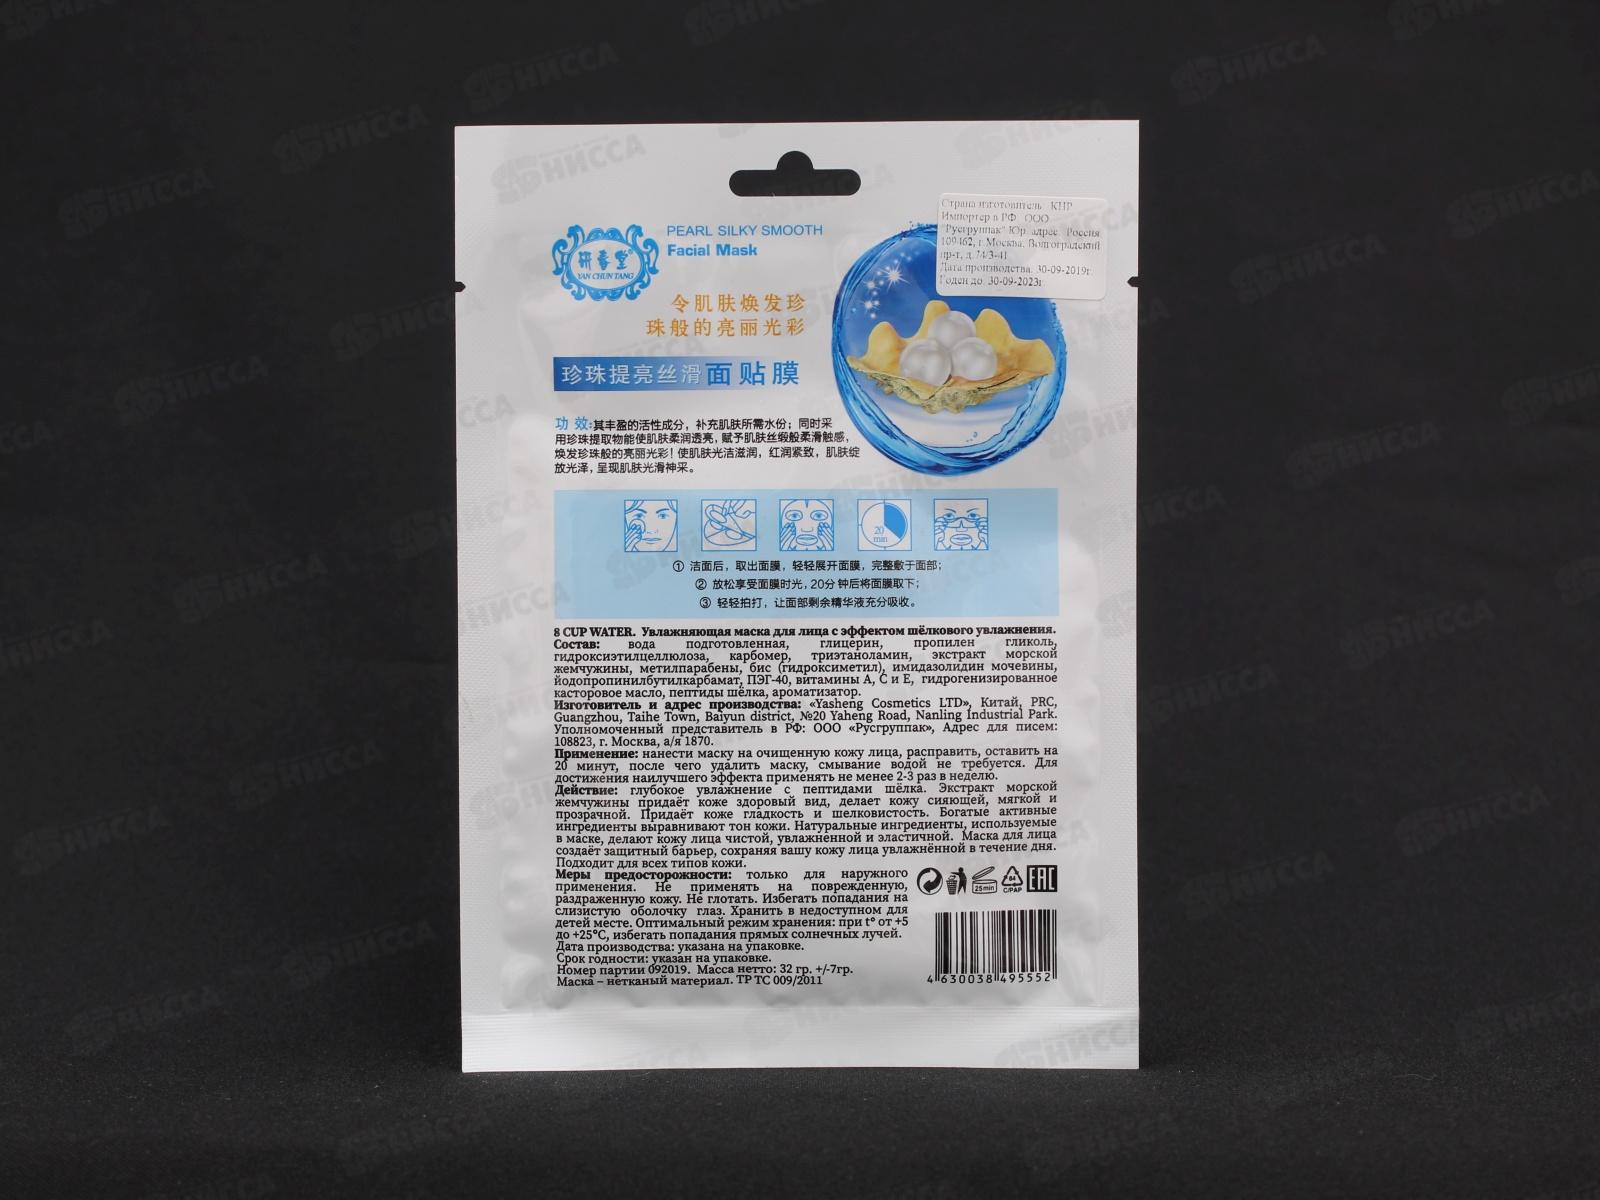 PEARL SILKY SMOOTH
Facial Mask
研春堂®
YAN CHUN TANG
令肌肤焕发珍
珠般的亮丽光彩
珍珠提亮丝滑面贴膜
Страна изготовитель КНР
Импортер в РФ ООО
"Русгруппак" Юр. адрес: Россия
109462, г.Москва, Волгоградский
пр-т, д.74/3-41
Дата производства: 30-09-2019г.
Годен до: 30-09-2023г.
功 效:其丰盈的活性成分，补充肌肤所需水份；同时采
用珍珠提取物能使肌肤柔润透亮，赋予肌肤丝缎般柔滑触感，
焕发珍珠般的亮丽光彩！使肌肤光洁滋润，红润紧致，肌肤绽
放光泽，呈现肌肤光滑神采。
20
min
① 洁面后，取出面膜，轻轻展开面膜，完整敷于面部；
② 放松享受面膜时光，20分钟后将面膜取下；
③ 轻轻拍打，让面部剩余精华液充分吸收。
8 CUP WATER. Увлажняющая маска для лица с эффектом шёлкового увлажнения.
Состав: вода подготовленная, глицерин, пропилен гликоль,
гидроксиэтилцеллюлоза, карбомер, триэтаноламин, экстракт морской
жемчужины, метилпарабены, бис (гидроксиметил), имидазолидин мочевины,
йодопропинилбутилкарбамат, ПЭГ-40, витамины А, С и Е, гидрогенизированное
касторовое масло, пептиды шёлка, ароматизатор.
Изготовитель и адрес производства: «Yasheng Cosmetics LTD», Китай, PRC,
Guangzhou, Taihe Town, Baiyun district, №20 Yaheng Road, Nanling Industrial Park.
Уполномоченный представитель в РФ: ООО «Русгруппак», Адрес для писем:
108823, г. Москва, а/я 1870.
Применение: нанести маску на очищенную кожу лица, расправить, оставить на
20 минут, после чего удалить маску, смывание водой не требуется. Для
достижения наилучшего эффекта применять не менее 2-3 раз в неделю.
Действие: глубокое увлажнение с пептидами шёлка. Экстракт морской
жемчужины придаёт коже здоровый вид, делает кожу сияющей, мягкой и
прозрачной. Придаёт коже гладкость и шелковистость. Богатые активные
ингредиенты выравнивают тон кожи. Натуральные ингредиенты, используемые
в маске, делают кожу лица чистой, увлажнённой и эластичной. Маска для лица
создаёт защитный барьер, сохраняя вашу кожу лица увлажнённой в течение дня.
Подходит для всех типов кожи.
Меры предосторожности: только для наружного
применения. Не применять на поврежденную,
раздраженную кожу. Не глотать. Избегать попадания на
слизистую оболочку глаз. Хранить в недоступном для
детей месте. Оптимальный режим хранения: при t° от +5
до +25°С, избегать попадания прямых солнечных лучей.
Дата производства: указана на упаковке.
Срок годности: указан на упаковке.
Номер партии 092019. Масса нетто: 32 гр. +/-7гр.
Маска – нетканый материал. ТР ТС 009/2011
25min
84
C/PAP
EAC
4 630038 495552
НИССА